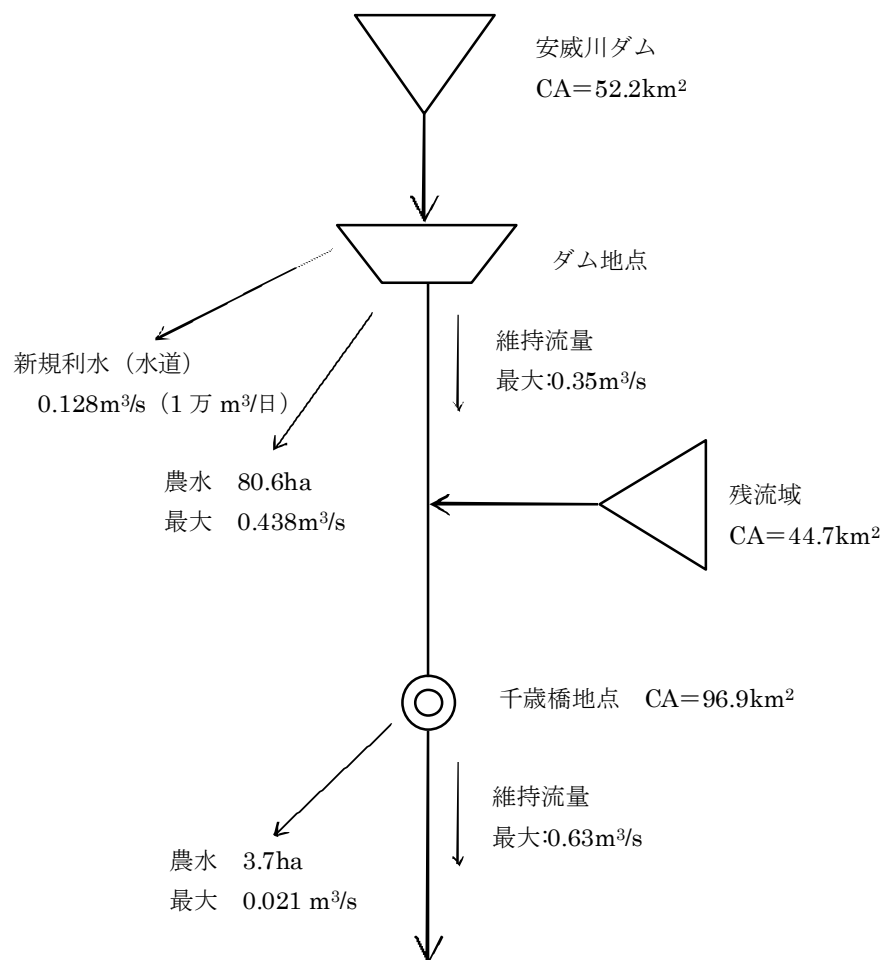 安威川ダム
CA＝52.2km²
ダム地点
新規利水（水道）
0.128m³/s（1 万 m³/日）
維持流量
最大:0.35m³/s
農水　80.6ha
最大　0.438m³/s
残流域
CA＝44.7km²
千歳橋地点　CA＝96.9km²
維持流量
最大:0.63m³/s
農水　3.7ha
最大　0.021 m³/s